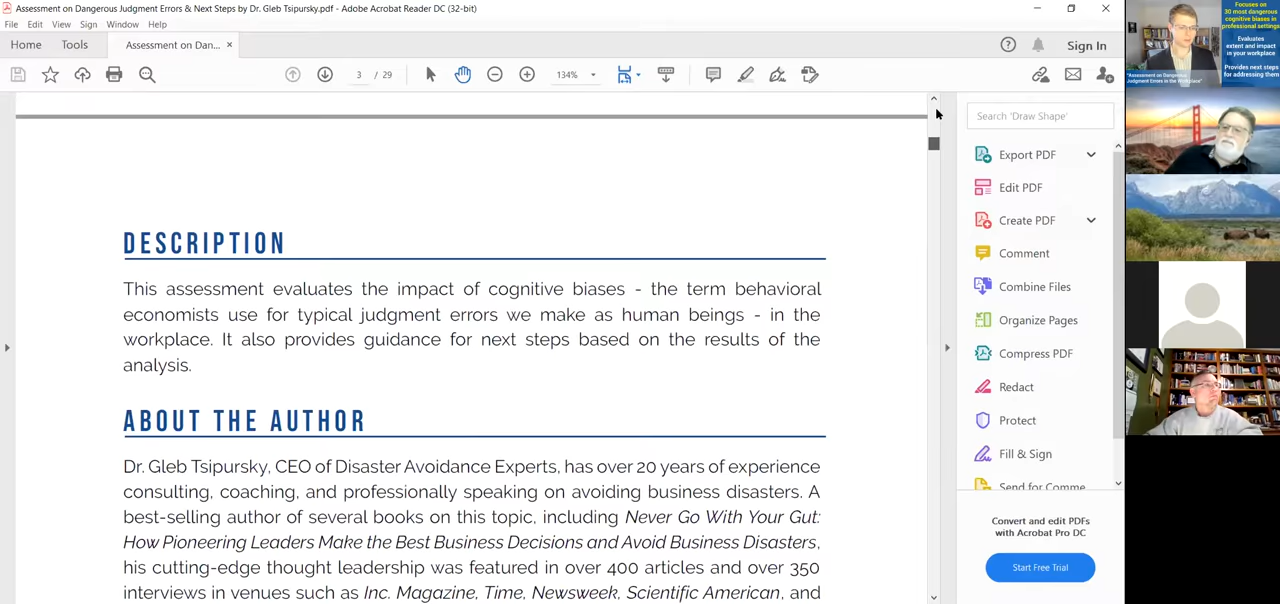 Assessment on Dangerous Judgment Errors & Next Steps by Dr. Gleb Tsipursky.pdf - Adobe Acrobat Reader DC (32-bit)
File Edit View Sign Window Help
Home Tools Assessment on Dan... × Sign In
3 / 29 134%
DESCRIPTION
This assessment evaluates the impact of cognitive biases - the term behavioral
economists use for typical judgment errors we make as human beings - in the
workplace. It also provides guidance for next steps based on the results of the
analysis.
ABOUT THE AUTHOR
Dr. Gleb Tsipursky, CEO of Disaster Avoidance Experts, has over 20 years of experience
consulting, coaching, and professionally speaking on avoiding business disasters. A
best-selling author of several books on this topic, including Never Go With Your Gut:
How Pioneering Leaders Make the Best Business Decisions and Avoid Business Disasters,
his cutting-edge thought leadership was featured in over 400 articles and over 350
interviews in venues such as Inc. Magazine, Time, Newsweek, Scientific American, and
Search 'Draw Shape'
Export PDF
Edit PDF
Create PDF
Comment
Combine Files
Organize Pages
Compress PDF
Redact
Protect
Fill & Sign
Send for Comme
Convert and edit PDFs
with Acrobat Pro DC
Start Free Trial
Focuses on
30 most dangerous
cognitive biases in
professional settings
Evaluates
extent and impact
in your workplace
Provides next steps
for addressing them
"Assessment on Dangerous
Judgment Errors in the Workplace"